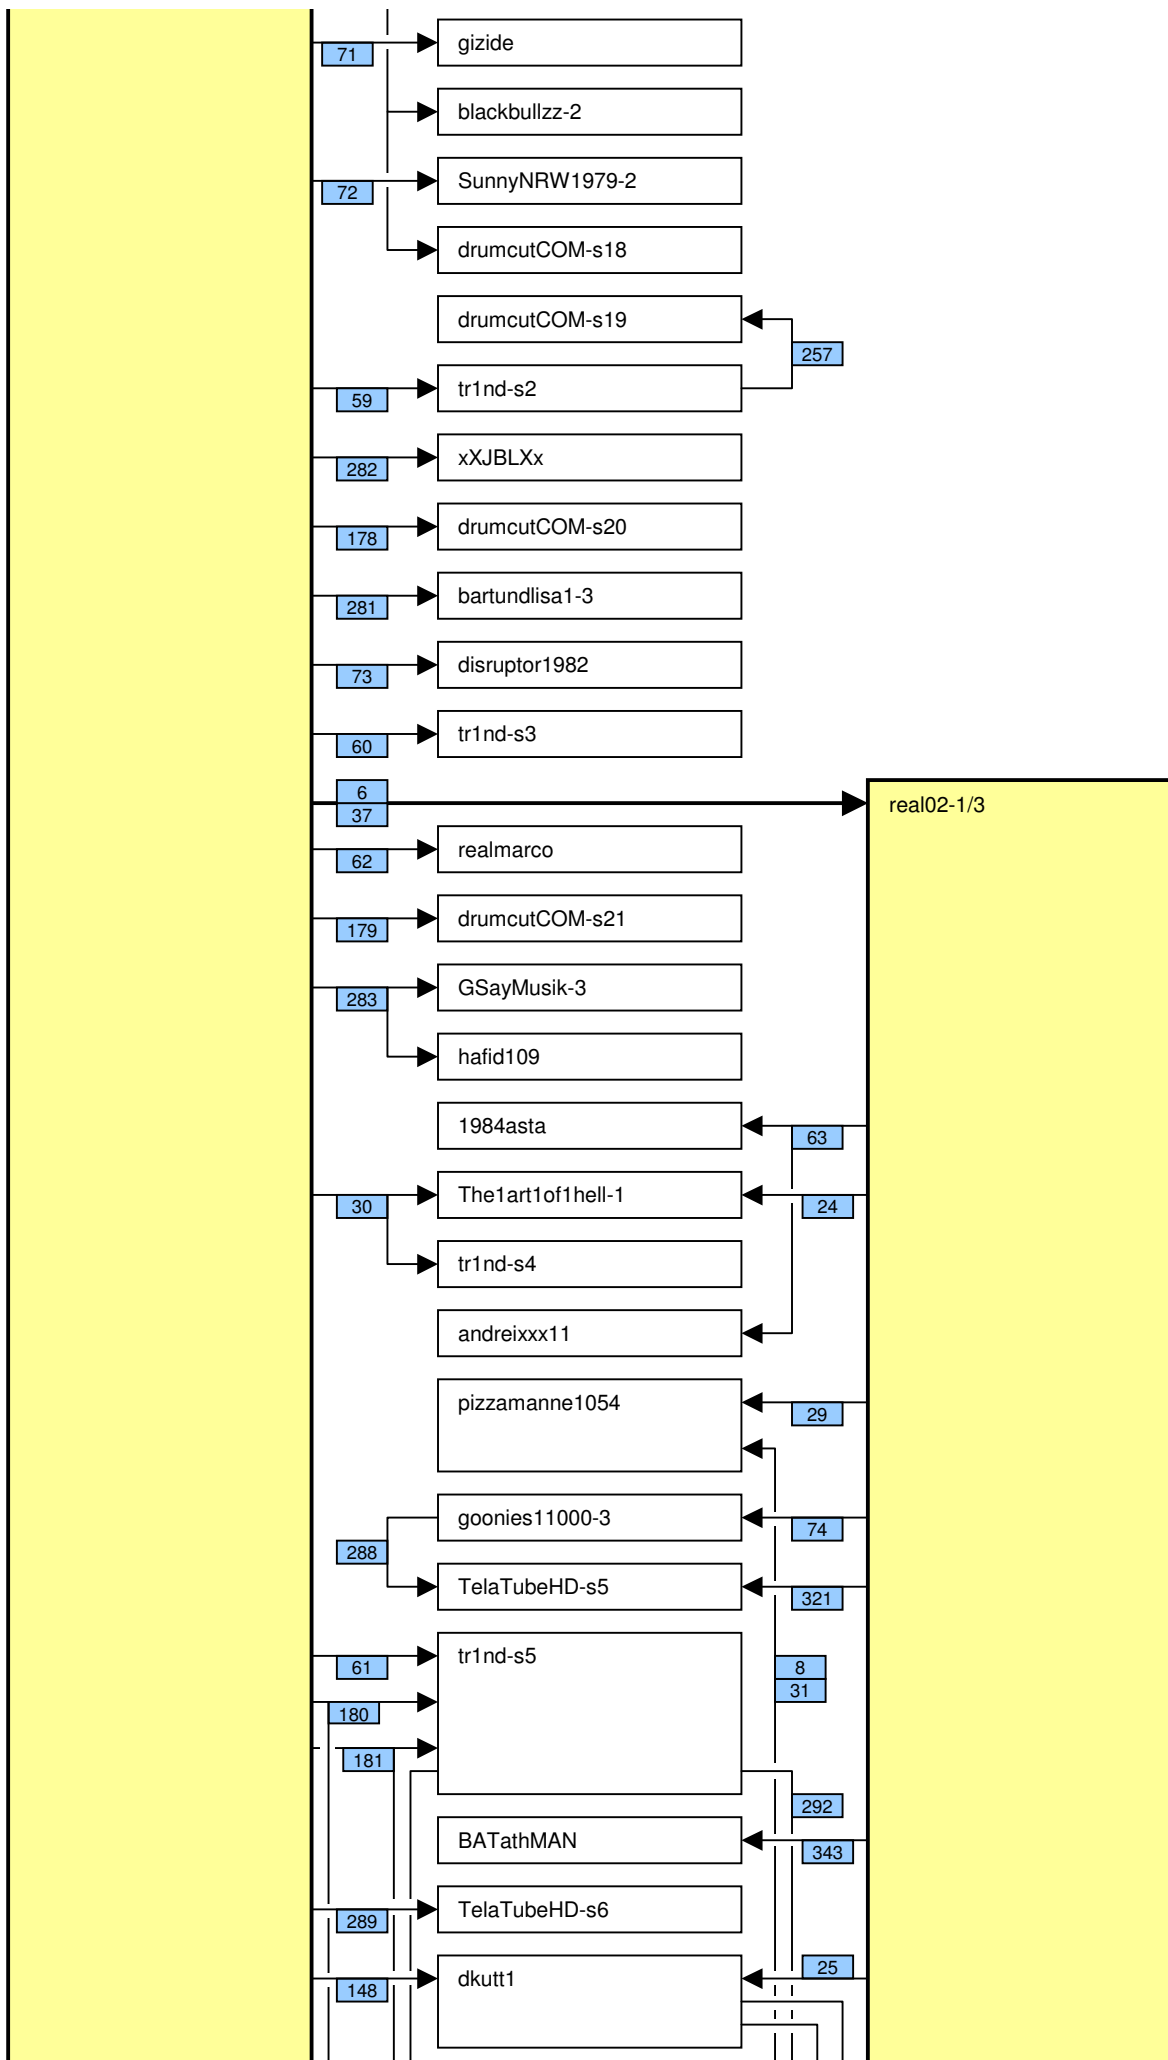 gizide
71
blackbullzz-2
SunnyNRW1979-2
72
drumcutCOM-s18
drumcutCOM-s19
257
tr1nd-s2
59
xXJBLXx
282
drumcutCOM-s20
178
bartundlisa1-3
281
disruptor1982
73
tr1nd-s3
60
6
37
real02-1/3
realmarco
62
drumcutCOM-s21
179
GSayMusik-3
283
hafid109
1984asta
63
The1art1of1hell-1
30
24
tr1nd-s4
andreixxx11
pizzamanne1054
29
goonies11000-3
74
288
TelaTubeHD-s5
321
tr1nd-s5
61
8
31
180
181
292
BATathMAN
343
TelaTubeHD-s6
289
25
dkutt1
148